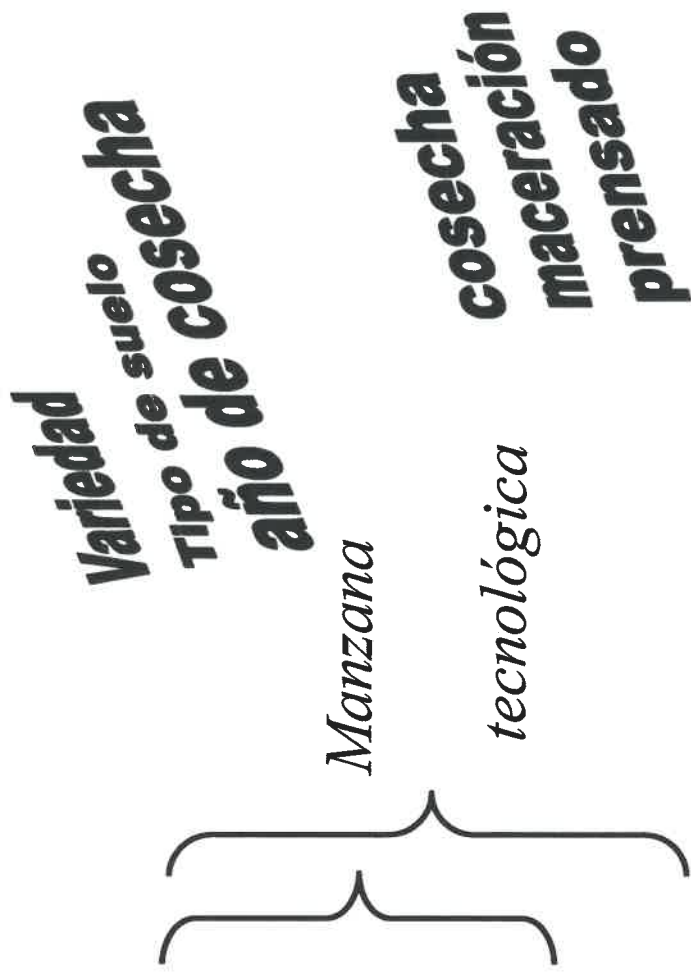 Variedad
Tipo de suelo
año de cosecha
Manzana
tecnológica
cosecha
maceración
prensado